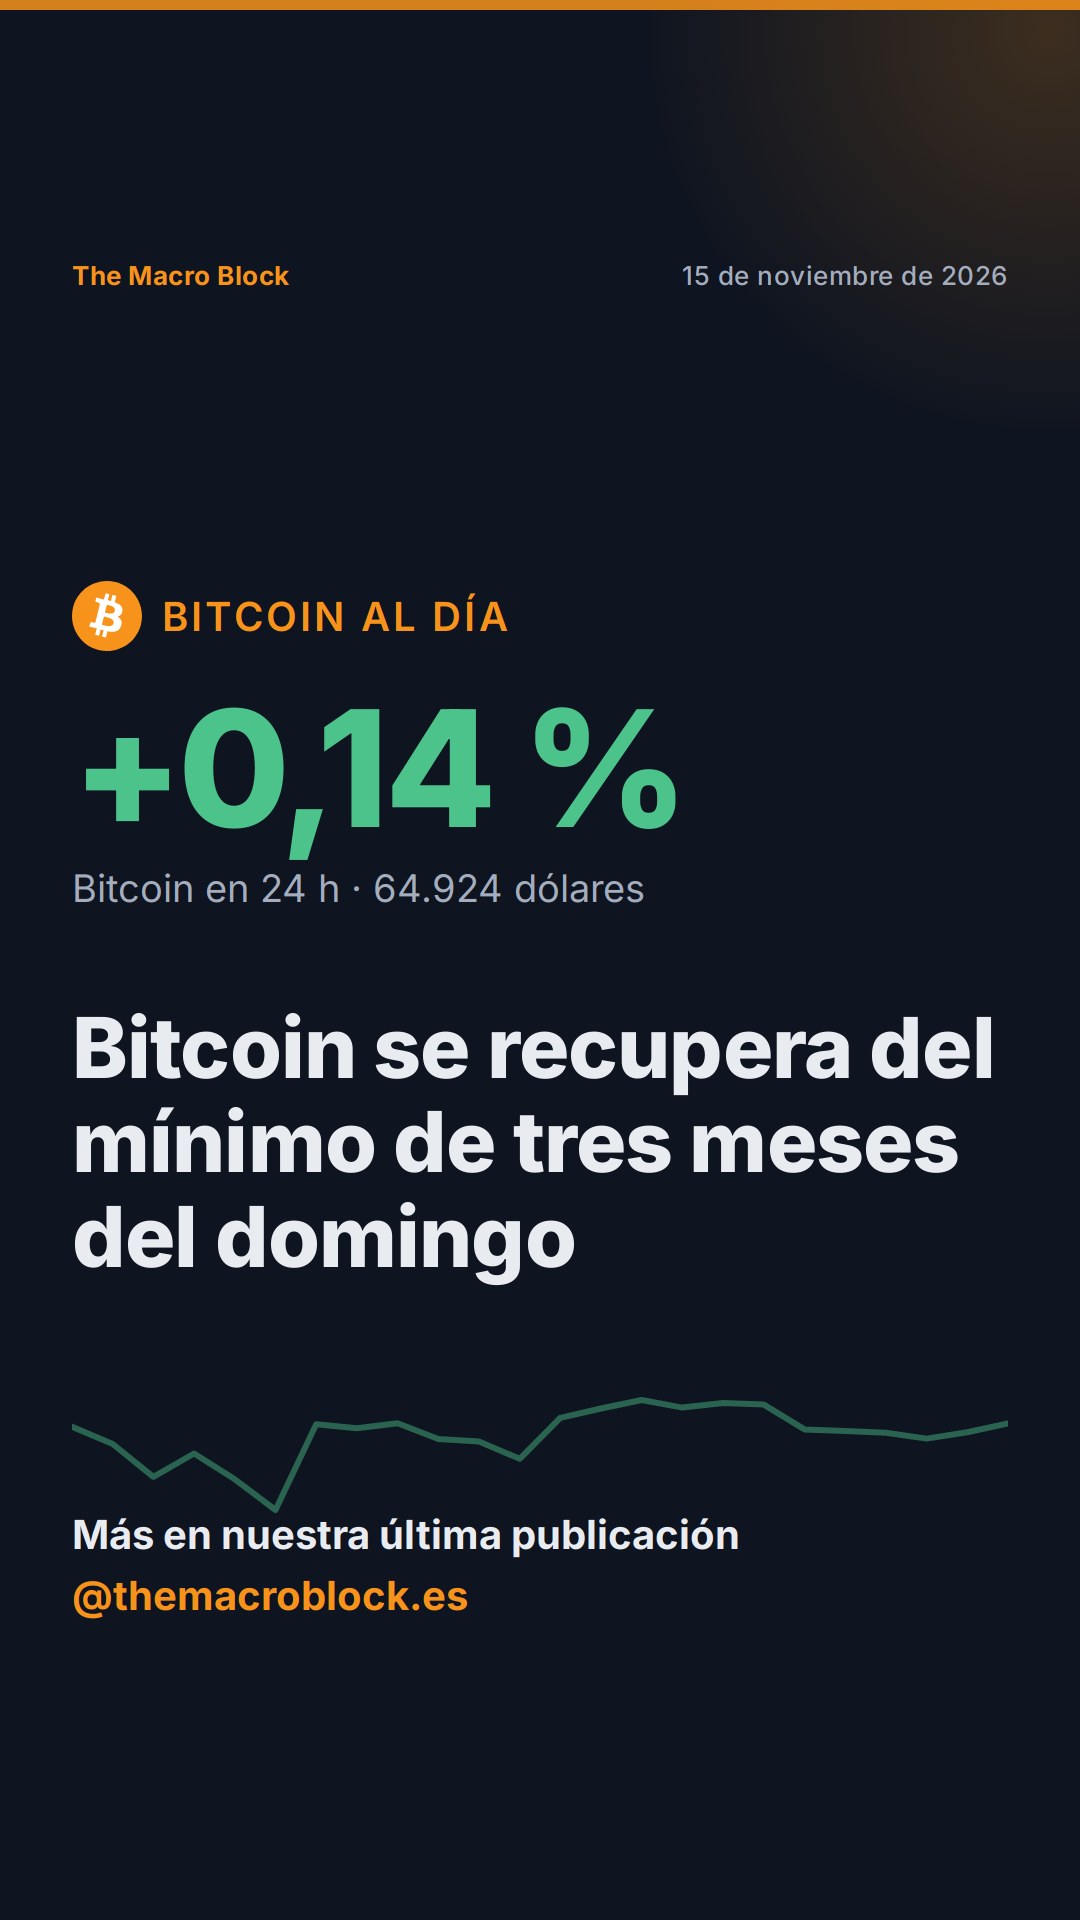 The Macro Block
15 de noviembre de 2026
BITCOIN AL DÍA
+0,14 %
Bitcoin en 24 h · 64.924 dólares
Bitcoin se recupera del
mínimo de tres meses
del domingo
Más en nuestra última publicación
@themacroblock.es